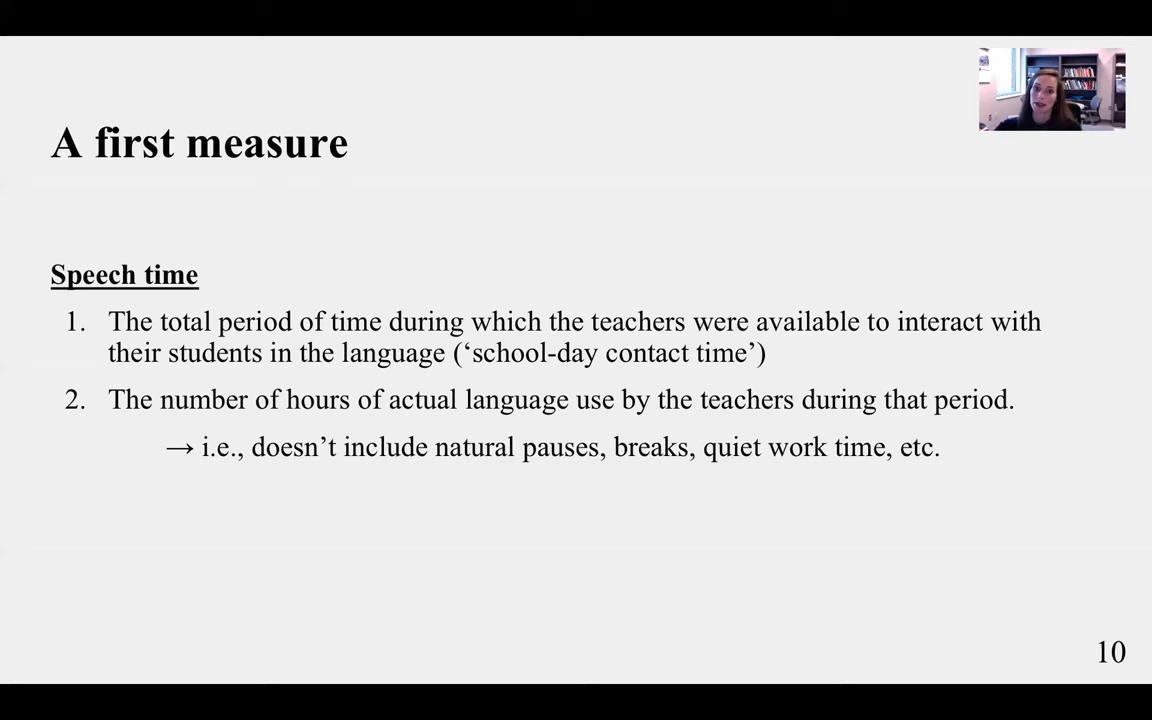 A first measure
Speech time
1. The total period of time during which the teachers were available to interact with
their students in the language (‘school-day contact time’)
2. The number of hours of actual language use by the teachers during that period.
→ i.e., doesn’t include natural pauses, breaks, quiet work time, etc.
10